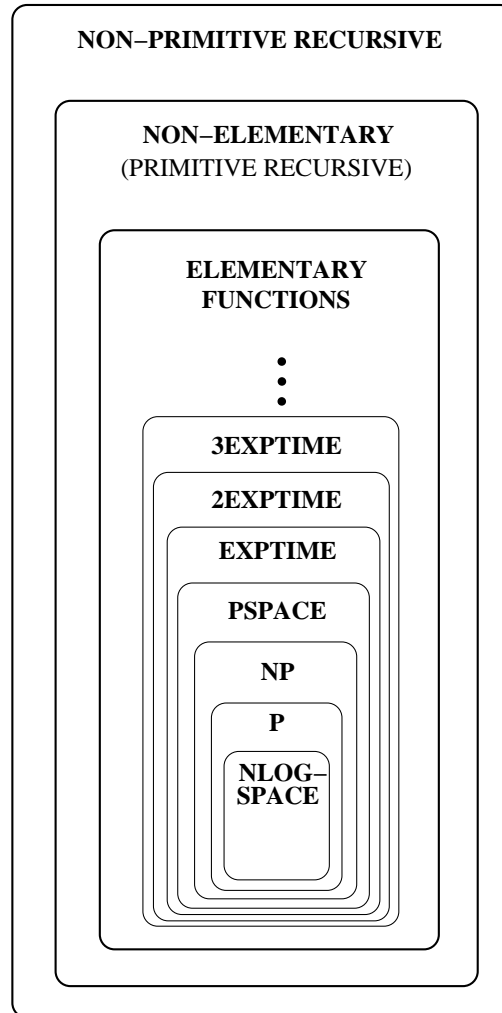 NON–PRIMITIVE RECURSIVE
NON–ELEMENTARY
(PRIMITIVE RECURSIVE)
ELEMENTARY
FUNCTIONS
3EXPTIME
2EXPTIME
EXPTIME
PSPACE
NP
P
NLOG–
SPACE